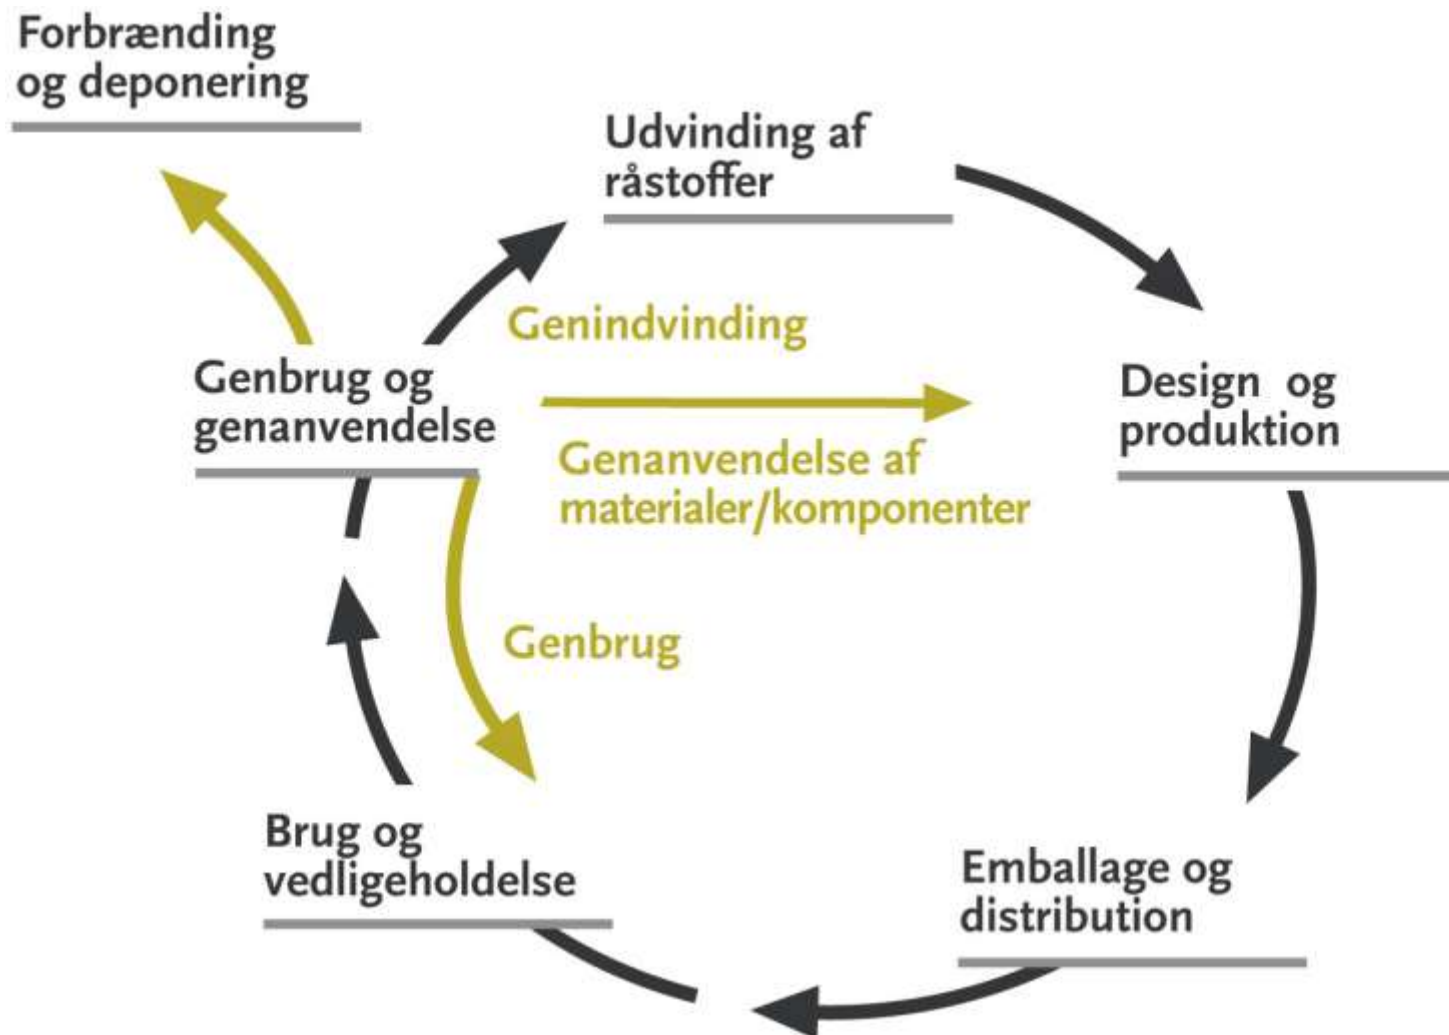 Forbrænding
og deponering
Udvinding af
råstoffer
Genindvinding
Genbrug og
genanvendelse
Design og
produktion
Genanvendelse af
materialer/komponenter
Genbrug
Brug og
vedligeholdelse
Emballage og
distribution